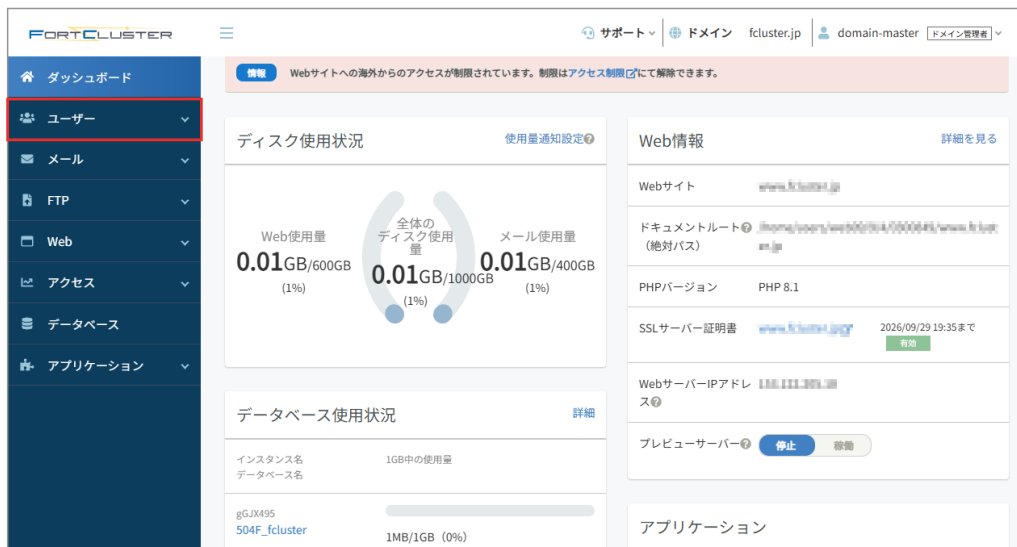 FORTCLUSTER
サポート
ドメイン fcluster.jp
domain-master ドメイン管理者
ダッシュボード
ユーザー
メール
FTP
Web
アクセス
データベース
アプリケーション
情報 Webサイトへの海外からのアクセスが制限されています。制限はアクセス制限にて解除できます。
ディスク使用状況 使用量通知設定
Web使用量
0.01GB/600GB
(1%)
全体の
ディスク使用
量
0.01GB/1000GB
(1%)
メール使用量
0.01GB/400GB
(1%)
データベース使用状況 詳細
インスタンス名 1GB中の使用量
データベース名
gGJX495
504F_fcluster
1MB/1GB（0%）
Web情報 詳細を見る
Webサイト
ドキュメントルート
（絶対パス）
PHPバージョン PHP 8.1
SSLサーバー証明書 2026/09/29 19:35まで
有効
WebサーバーIPアドレ
ス
プレビューサーバー 停止 稼働
アプリケーション